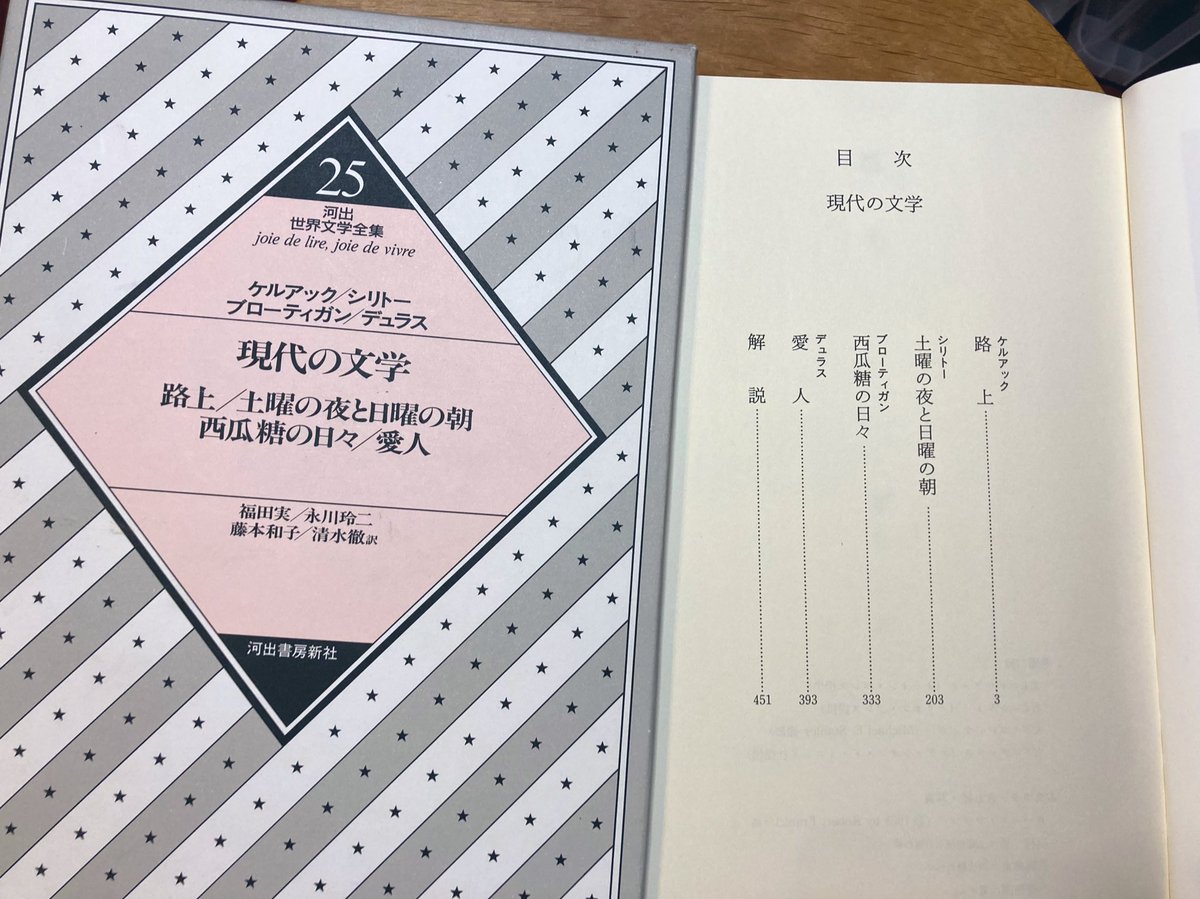 25
河出
世界文学全集
joie de lire, joie de vivre
ケルアック/シリトー
ブローティガン/デュラス
現代の文学
路上/土曜の夜と日曜の朝
西瓜糖の日々/愛人
福田実/永川玲二
藤本和子/清水徹訳
河出書房新社
目次
現代の文学
ケルアック
路上……3
シリトー
土曜の夜と日曜の朝……203
ブローティガン
西瓜糖の日々……333
デュラス
愛人……393
解説……451